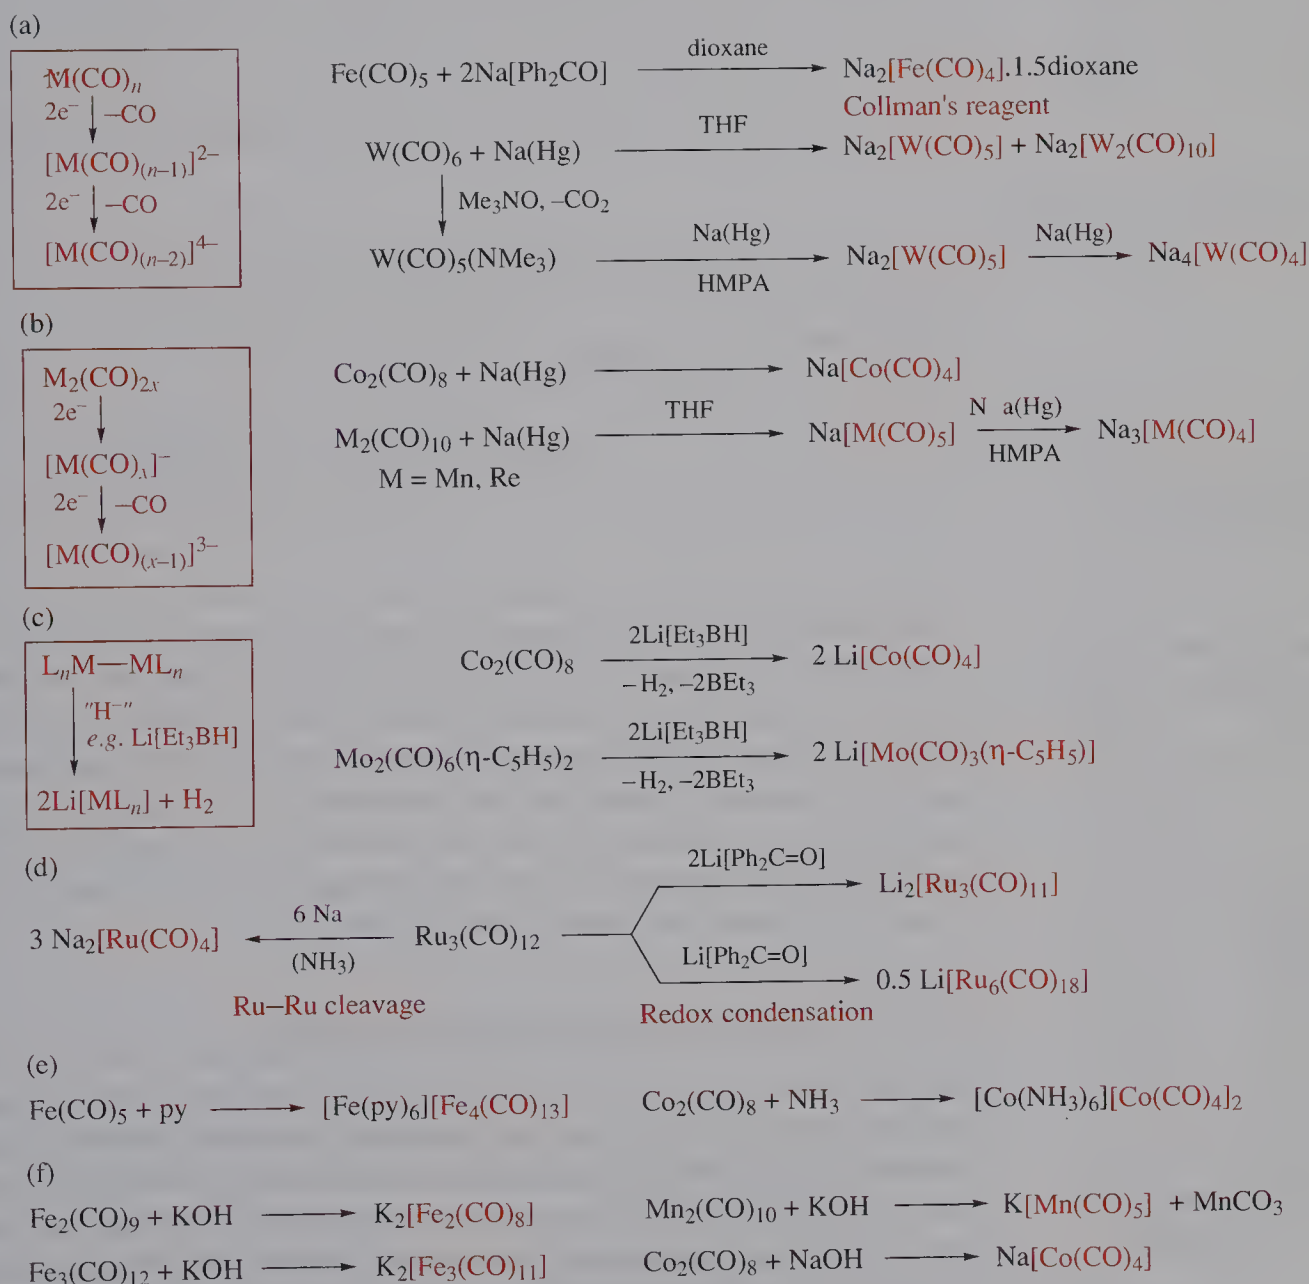 (a)
M(CO)n
2e⁻ –CO
[M(CO)(n–1)]²⁻
2e⁻ –CO
[M(CO)(n–2)]⁴⁻
Fe(CO)₅ + 2Na[Ph₂CO] dioxane Na₂[Fe(CO)₄].1.5dioxane
Collman's reagent
W(CO)₆ + Na(Hg) THF Na₂[W(CO)₅] + Na₂[W₂(CO)₁₀]
Me₃NO, –CO₂
W(CO)₅(NMe₃) Na(Hg) HMPA Na₂[W(CO)₅] Na(Hg) Na₄[W(CO)₄]
(b)
M₂(CO)₂ₓ
2e⁻
[M(CO)ₓ]⁻
2e⁻ –CO
[M(CO)(x–1)]³⁻
Co₂(CO)₈ + Na(Hg) Na[Co(CO)₄]
M₂(CO)₁₀ + Na(Hg) THF Na[M(CO)₅] N a(Hg) HMPA Na₃[M(CO)₄]
M = Mn, Re
(c)
LₙM—MLₙ
"H⁻"
e.g. Li[Et₃BH]
2Li[MLₙ] + H₂
Co₂(CO)₈ 2Li[Et₃BH] –H₂, –2BEt₃ 2 Li[Co(CO)₄]
Mo₂(CO)₆(η-C₅H₅)₂ 2Li[Et₃BH] –H₂, –2BEt₃ 2 Li[Mo(CO)₃(η-C₅H₅)]
(d)
2Li[Ph₂C=O] Li₂[Ru₃(CO)₁₁]
3 Na₂[Ru(CO)₄] 6 Na (NH₃) Ru₃(CO)₁₂
Li[Ph₂C=O] 0.5 Li[Ru₆(CO)₁₈]
Ru–Ru cleavage Redox condensation
(e)
Fe(CO)₅ + py [Fe(py)₆][Fe₄(CO)₁₃] Co₂(CO)₈ + NH₃ [Co(NH₃)₆][Co(CO)₄]₂
(f)
Fe₂(CO)₉ + KOH K₂[Fe₂(CO)₈] Mn₂(CO)₁₀ + KOH K[Mn(CO)₅] + MnCO₃
Fe₃(CO)₁₂ + KOH K₂[Fe₃(CO)₁₁] Co₂(CO)₈ + NaOH Na[Co(CO)₄]